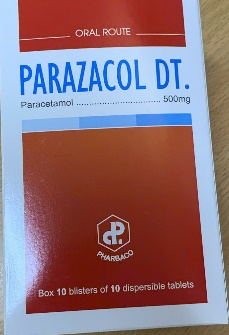 ORAL ROUTE
PARAZACOL DT.
Paracetamol ................................ 500mg
PHARBACO
Box 10 blisters of 10 dispersible tablets